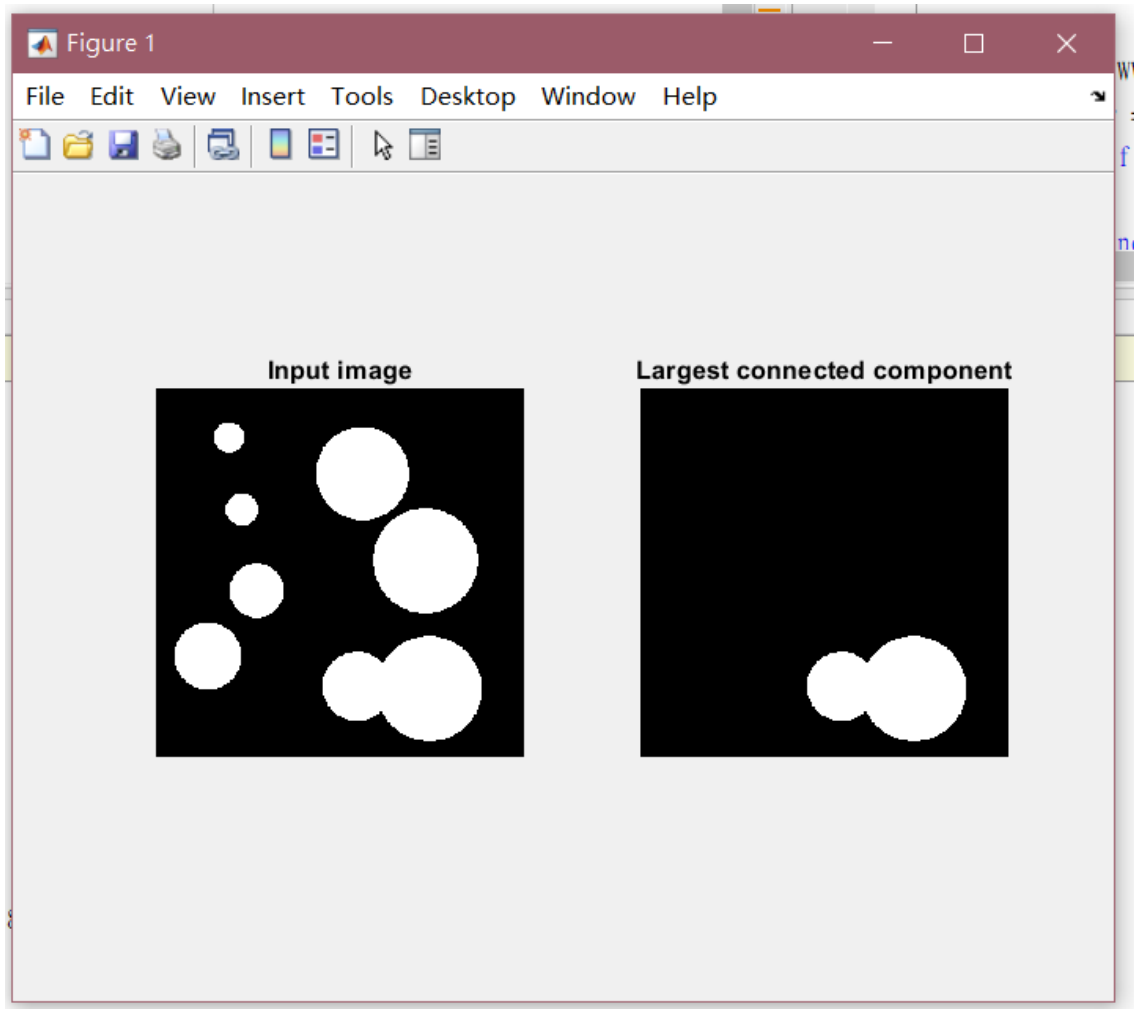 Figure 1
File Edit View Insert Tools Desktop Window Help
f
Input image
Largest connected component